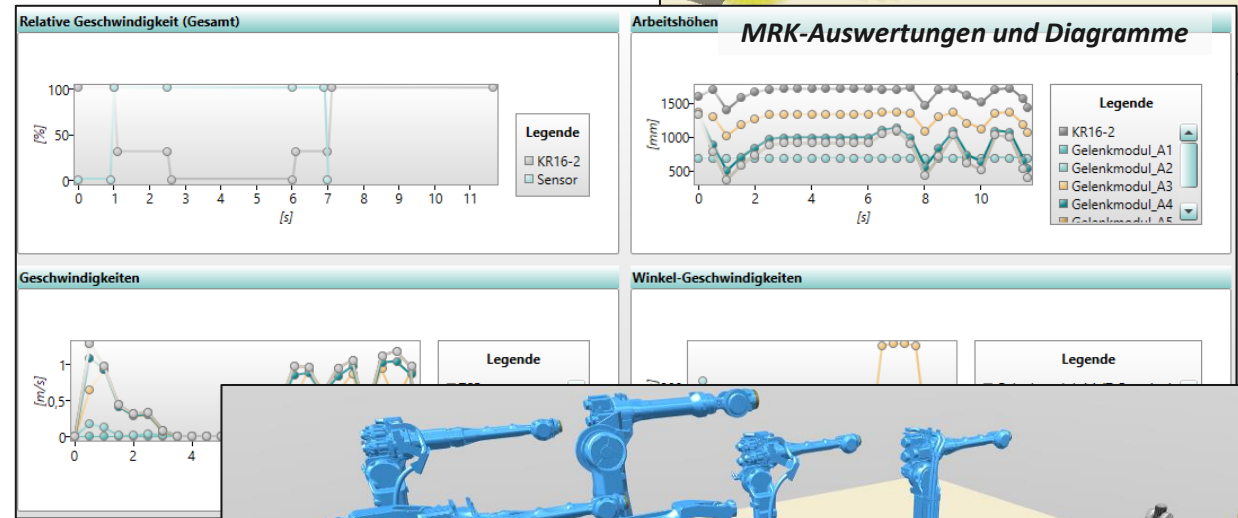 Relative Geschwindigkeit (Gesamt)
100
50
0
[%]
0 1 2 3 4 5 6 7 8 9 10 11
[s]
Legende
KR16-2
Sensor
Arbeitshöhen
MRK-Auswertungen und Diagramme
1500
1000
500
[mm]
0 2 4 6 8 10
[s]
Legende
KR16-2
Gelenkmodul_A1
Gelenkmodul_A2
Gelenkmodul_A3
Gelenkmodul_A4
Gelenkmodul_A5
Geschwindigkeiten
1
0,5
0
[m/s]
0 2 4
Legende
Winkel-Geschwindigkeiten
Legende